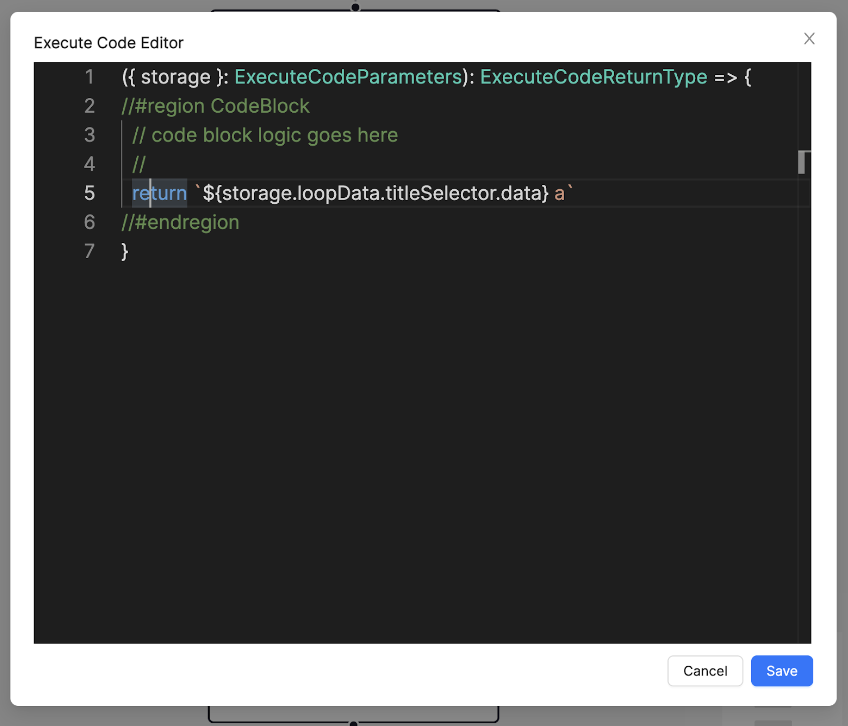 Execute Code Editor
1 ({ storage }: ExecuteCodeParameters): ExecuteCodeReturnType => {
2 //#region CodeBlock
3 // code block logic goes here
4 //
5 return `${storage.loopData.titleSelector.data} a`
6 //#endregion
7 }
Cancel Save